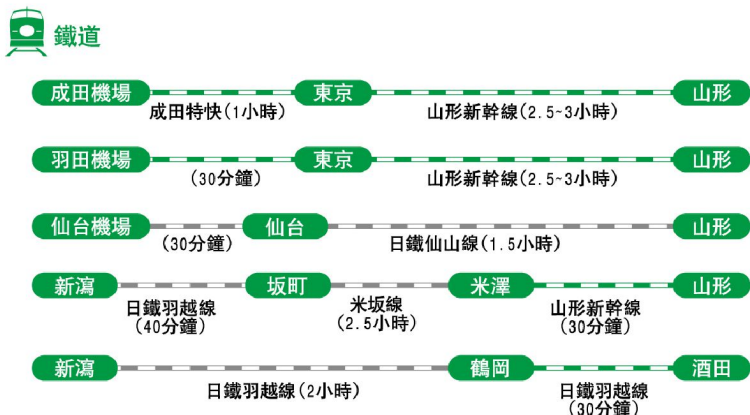 鐵道
成田機場 東京 山形
成田特快(1小時) 山形新幹線(2.5~3小時)
羽田機場 東京 山形
(30分鐘) 山形新幹線(2.5~3小時)
仙台機場 仙台 山形
(30分鐘) 日鐵仙山線(1.5小時)
新瀉 坂町 米澤 山形
日鐵羽越線 米坂線 山形新幹線
(40分鐘) (2.5小時) (30分鐘)
新瀉 鶴岡 酒田
日鐵羽越線(2小時) 日鐵羽越線
(30分鐘)